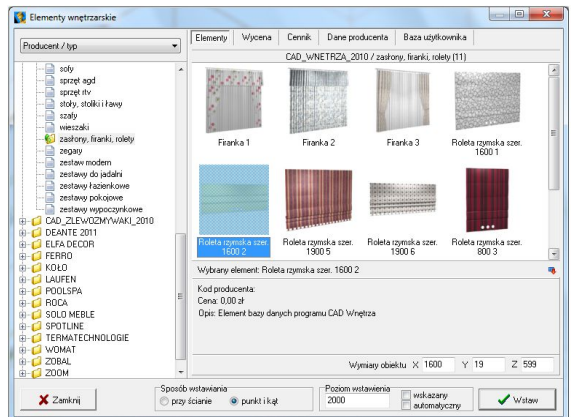 Elementy wnętrzarskie
Producent / typ
sofy
sprzęt agd
sprzęt rtv
stoły, stoliki i ławy
szafy
wieszaki
zasłony, firanki, rolety
zegary
zestaw modern
zestawy do jadalni
zestawy łazienkowe
zestawy pokojowe
zestawy wypoczynkowe
CAD_ZLEWOZMYWAKI_2010
DEANTE 2011
ELFA DECOR
FERRO
KOŁO
LAUFEN
POOLSPA
ROCA
SOLO MEBLE
SPOTLINE
TERMATECHNOLOGIE
WOMAT
ZOBAL
ZOOM
Elementy Wycena Cennik Dane producenta Baza użytkownika
CAD_WNETRZA_2010 / zasłony, firanki, rolety (11)
Firanka 1 Firanka 2 Firanka 3 Roleta rzymska szer.
1600 1
Roleta rzymska szer. Roleta rzymska szer. Roleta rzymska szer. Roleta rzymska szer.
1600 2 1900 5 1900 6 800 3
Wybrany element: Roleta rzymska szer. 1600 2
Kod producenta:
Cena: 0,00 zł
Opis: Element bazy danych programu CAD Wnętrza
Wymiary obiektu X 1600 Y 19 Z 599
Zamknij
Sposób wstawiania
przy ścianie punkt i kąt
Poziom wstawienia
2000
wskazany
automatyczny
Wstaw